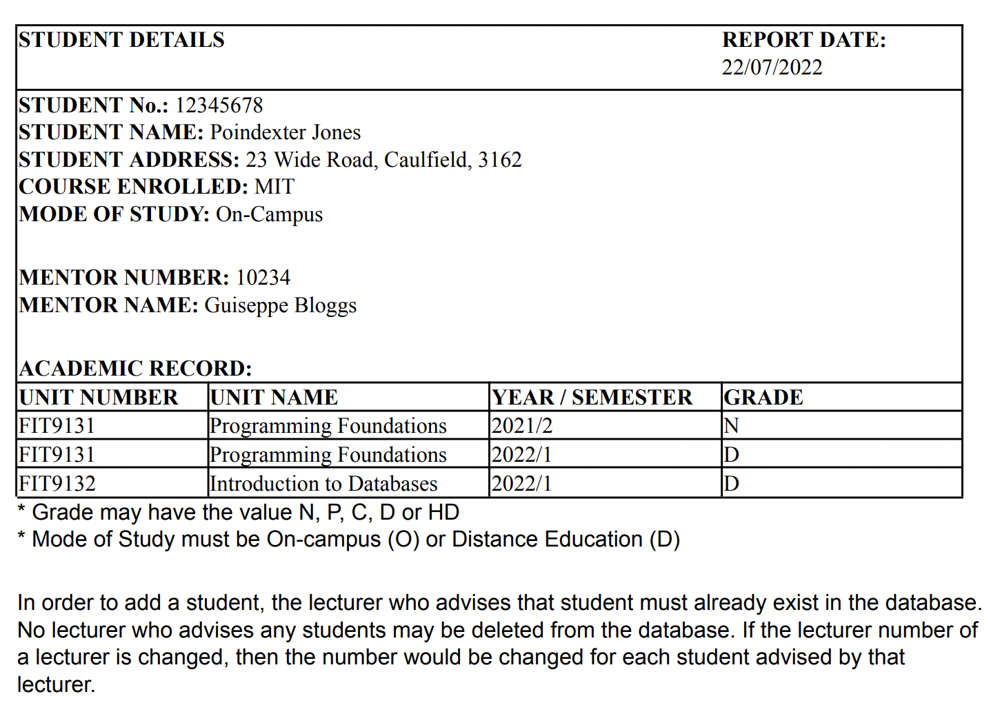 STUDENT DETAILS REPORT DATE:
22/07/2022
STUDENT No.: 12345678
STUDENT NAME: Poindexter Jones
STUDENT ADDRESS: 23 Wide Road, Caulfield, 3162
COURSE ENROLLED: MIT
MODE OF STUDY: On-Campus
MENTOR NUMBER: 10234
MENTOR NAME: Guiseppe Bloggs
ACADEMIC RECORD:
UNIT NUMBER UNIT NAME YEAR / SEMESTER GRADE
FIT9131 Programming Foundations 2021/2 N
FIT9131 Programming Foundations 2022/1 D
FIT9132 Introduction to Databases 2022/1 D
* Grade may have the value N, P, C, D or HD
* Mode of Study must be On-campus (O) or Distance Education (D)
In order to add a student, the lecturer who advises that student must already exist in the database.
No lecturer who advises any students may be deleted from the database. If the lecturer number of
a lecturer is changed, then the number would be changed for each student advised by that
lecturer.